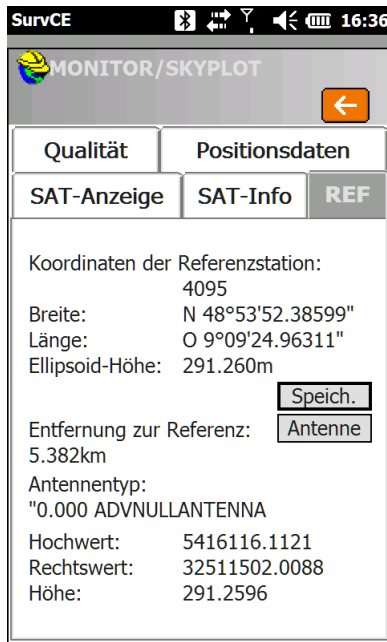 SurvCE 16:36
MONITOR/SKYPLOT
Qualität Positionsdaten
SAT-Anzeige SAT-Info REF
Koordinaten der Referenzstation:
4095
Breite: N 48°53'52.38599"
Länge: O 9°09'24.96311"
Ellipsoid-Höhe: 291.260m
Speich.
Entfernung zur Referenz: Antenne
5.382km
Antennentyp:
"0.000 ADVNULLANTENNA
Hochwert: 5416116.1121
Rechtswert: 32511502.0088
Höhe: 291.2596